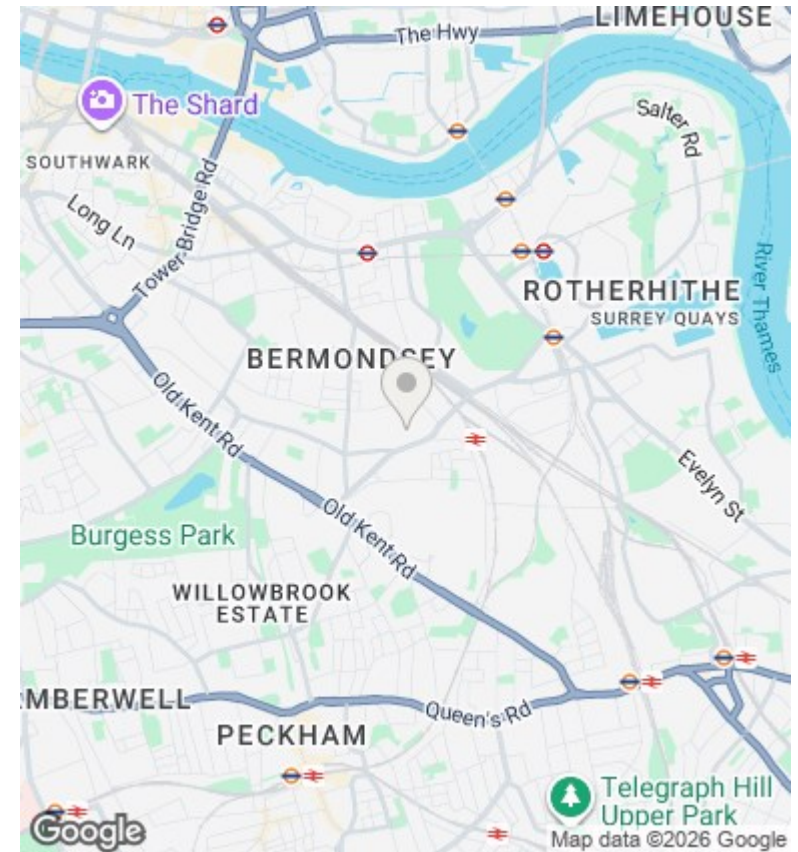 LIMEHOUSE
The Hwy
The Shard
Salter Rd
SOUTHWARK
Long Ln
Tower Bridge Rd
River Thames
ROTHERHITHE
SURREY QUAYS
BERMONDSEY
Old Kent Rd
Evelyn St
Old Kent Rd
Burgess Park
WILLOWBROOK
ESTATE
MBERWELL
Queen's Rd
PECKHAM
Telegraph Hill
Upper Park
Google
Map data ©2026 Google